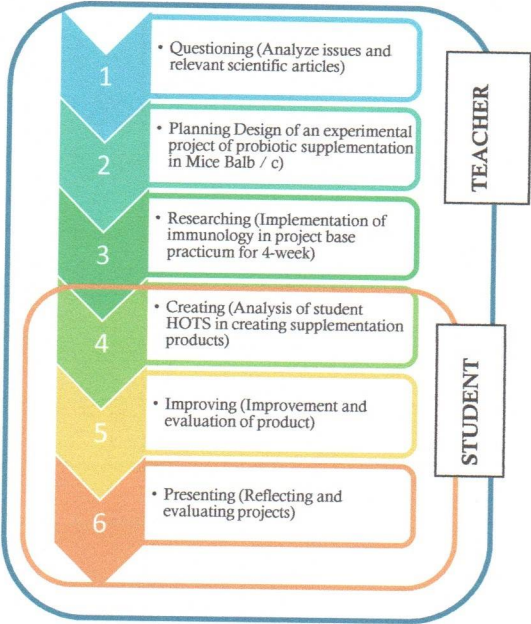 1
• Questioning (Analyze issues and
relevant scientific articles)
2
• Planning Design of an experimental
project of probiotic supplementation
in Mice Balb / c)
3
• Researching (Implementation of
immunology in project base
practicum for 4-week)
4
• Creating (Analysis of student
HOTS in creating supplementation
products)
5
• Improving (Improvement and
evaluation of product)
6
• Presenting (Reflecting and
evaluating projects)
TEACHER
STUDENT